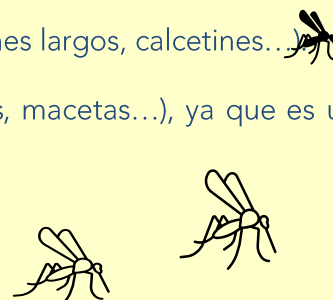 nes largos, calcetines…).
s, macetas…), ya que es u